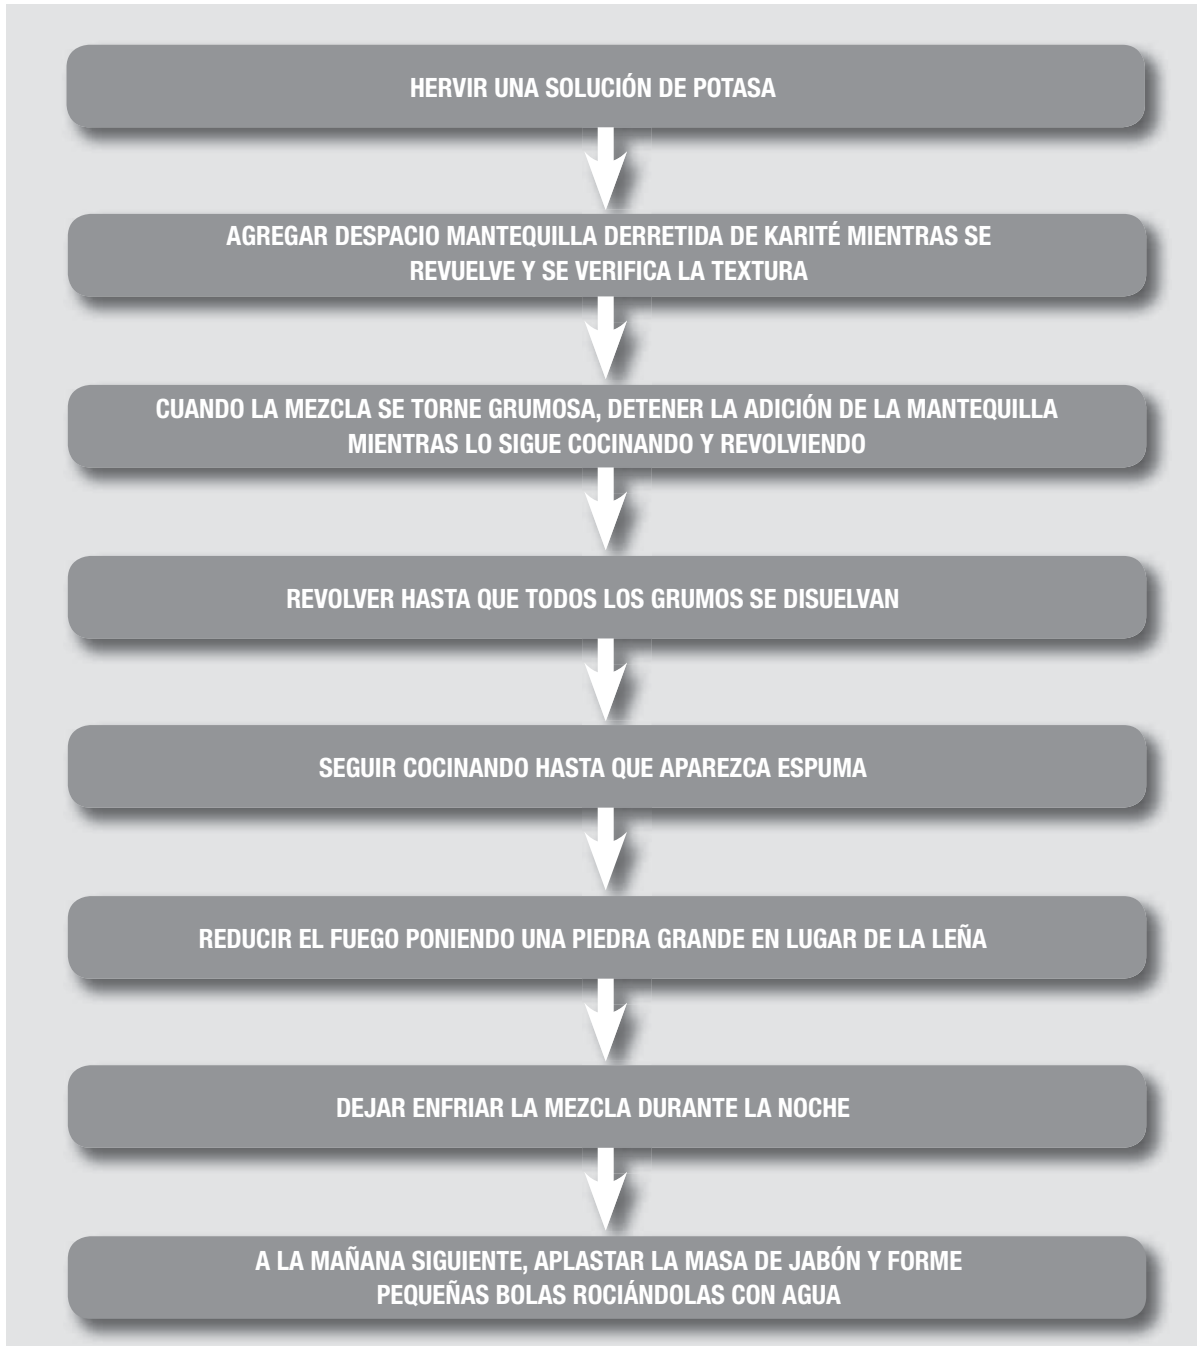 HERVIR UNA SOLUCIÓN DE POTASA
AGREGAR DESPACIO MANTEQUILLA DERRETIDA DE KARITÉ MIENTRAS SE
REVUELVE Y SE VERIFICA LA TEXTURA
CUANDO LA MEZCLA SE TORNE GRUMOSA, DETENER LA ADICIÓN DE LA MANTEQUILLA
MIENTRAS LO SIGUE COCINANDO Y REVOLVIENDO
REVOLVER HASTA QUE TODOS LOS GRUMOS SE DISUELVAN
SEGUIR COCINANDO HASTA QUE APAREZCA ESPUMA
REDUCIR EL FUEGO PONIENDO UNA PIEDRA GRANDE EN LUGAR DE LA LEÑA
DEJAR ENFRIAR LA MEZCLA DURANTE LA NOCHE
A LA MAÑANA SIGUIENTE, APLASTAR LA MASA DE JABÓN Y FORME
PEQUEÑAS BOLAS ROCIÁNDOLAS CON AGUA